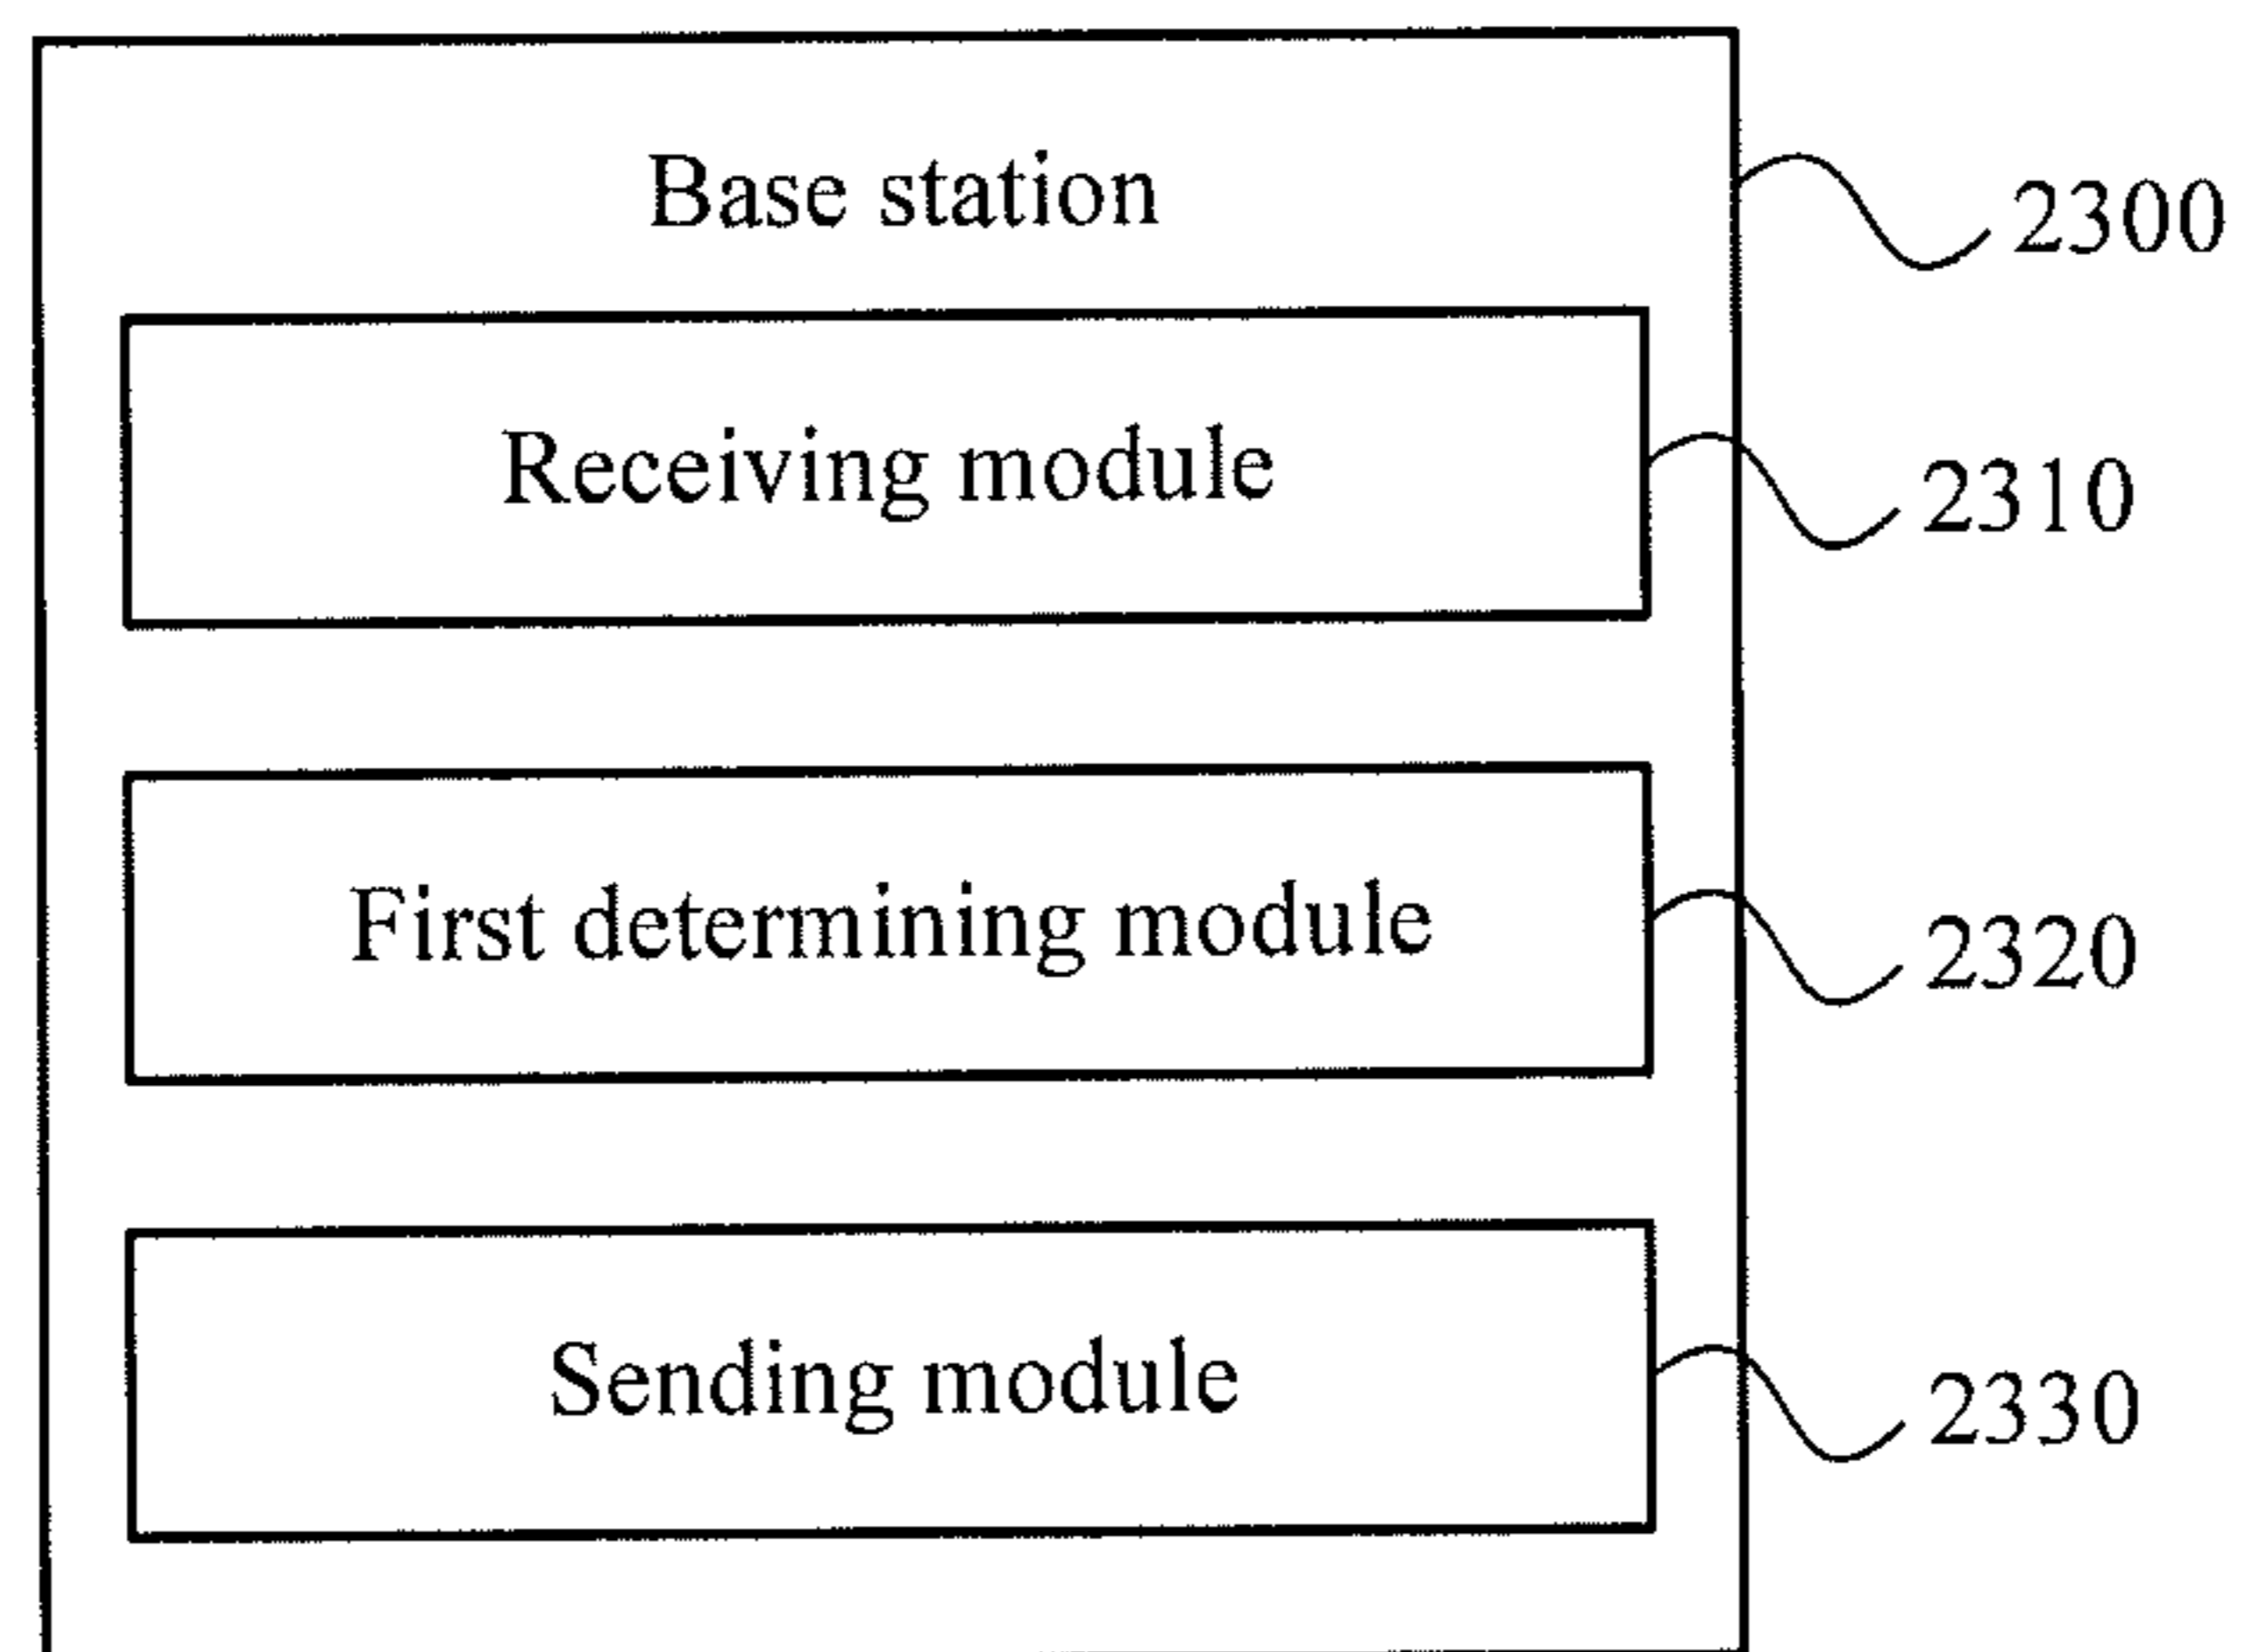 Base station
2300
Receiving module
2310
First determining module
2320
Sending module
2330